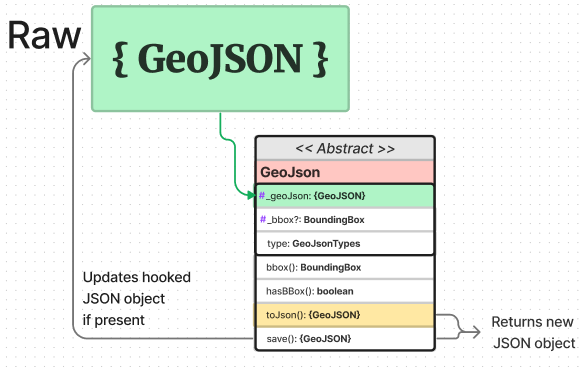 Raw
{ GeoJSON }
<< Abstract >>
GeoJson
#_geoJson: {GeoJSON}
#_bbox?: BoundingBox
type: GeoJsonTypes
bbox(): BoundingBox
hasBBox(): boolean
toJson(): {GeoJSON}
save(): {GeoJSON}
Updates hooked
JSON object
if present
Returns new
JSON object